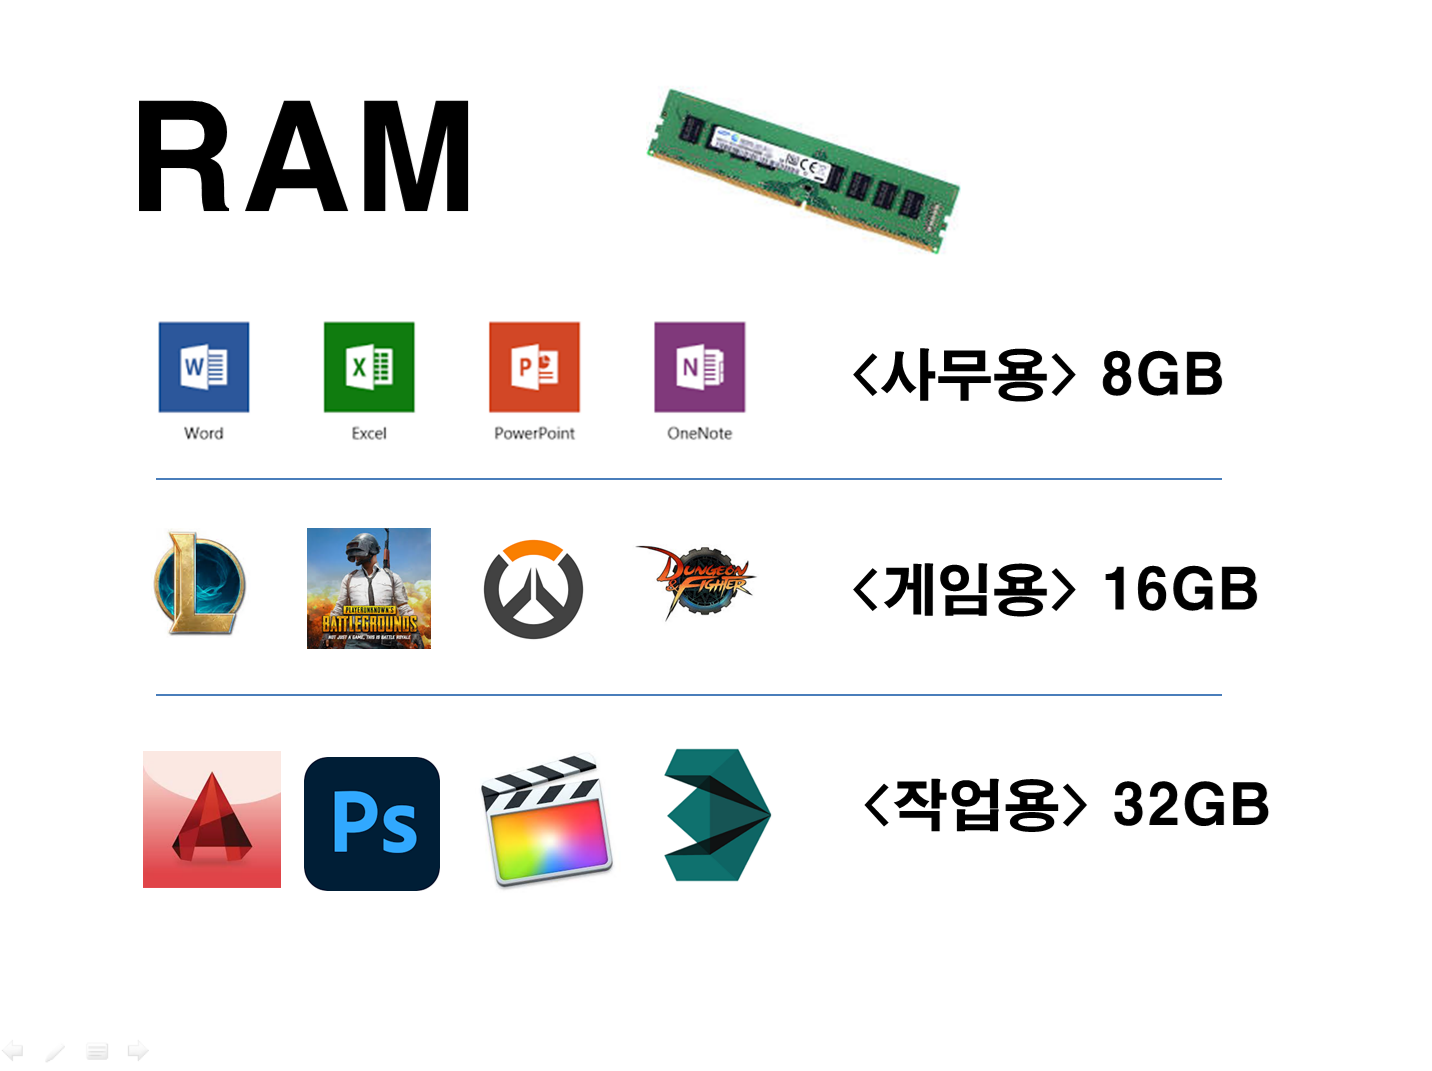 RAM
Word Excel PowerPoint OneNote
<사무용> 8GB
PLAYERUNKNOWN'S
BATTLEGROUNDS
NOT JUST A GAME, THIS IS BATTLE ROYALE
DUNGEON
& FIGHTER
<게임용> 16GB
Ps
<작업용> 32GB